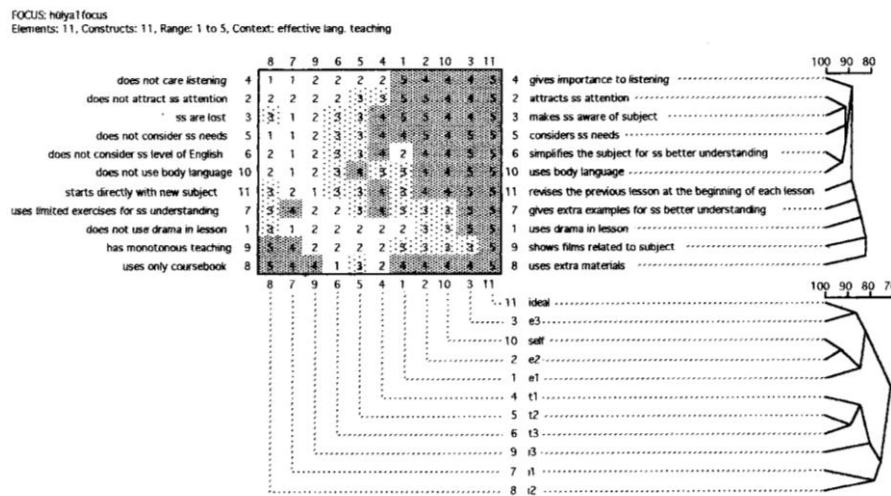 FOCUS: hülya1focus
Elements: 11, Constructs: 11, Range: 1 to 5, Context: effective lang. teaching
8 7 9 6 5 4 1 2 10 3 11 100 90 80
does not care listening 4 1 1 2 2 2 2 5 4 4 4 5 4 gives importance to listening
does not attract ss attention 2 2 2 2 2 3 3 5 5 4 4 5 2 attracts ss attention
ss are lost 3 3 1 2 3 3 4 5 5 4 4 5 3 makes ss aware of subject
does not consider ss needs 5 1 1 2 3 3 4 4 5 4 5 5 considers ss needs
does not consider ss level of English 6 2 1 2 3 3 4 2 4 4 5 5 6 simplifies the subject for ss better understanding
does not use body language 10 2 1 2 3 4 3 3 4 4 5 5 10 uses body language
starts directly with new subject 11 3 2 1 3 3 4 3 4 4 5 5 11 revises the previous lesson at the beginning of each lesson
uses limited exercises for ss understanding 7 3 4 2 2 3 4 3 3 5 5 7 gives extra examples for ss better understanding
does not use drama in lesson 1 3 1 2 2 2 2 2 3 3 5 1 uses drama in lesson
has monotonous teaching 9 5 4 2 2 2 2 3 3 3 3 5 9 shows films related to subject
uses only coursebook 8 5 4 4 1 3 2 4 4 4 4 5 8 uses extra materials
8 7 9 6 5 4 1 2 10 3 11 100 90 80 70
11 ideal
3 e3
10 self
2 e2
1 e1
4 t1
5 t2
6 t3
9 i3
7 i1
8 i2